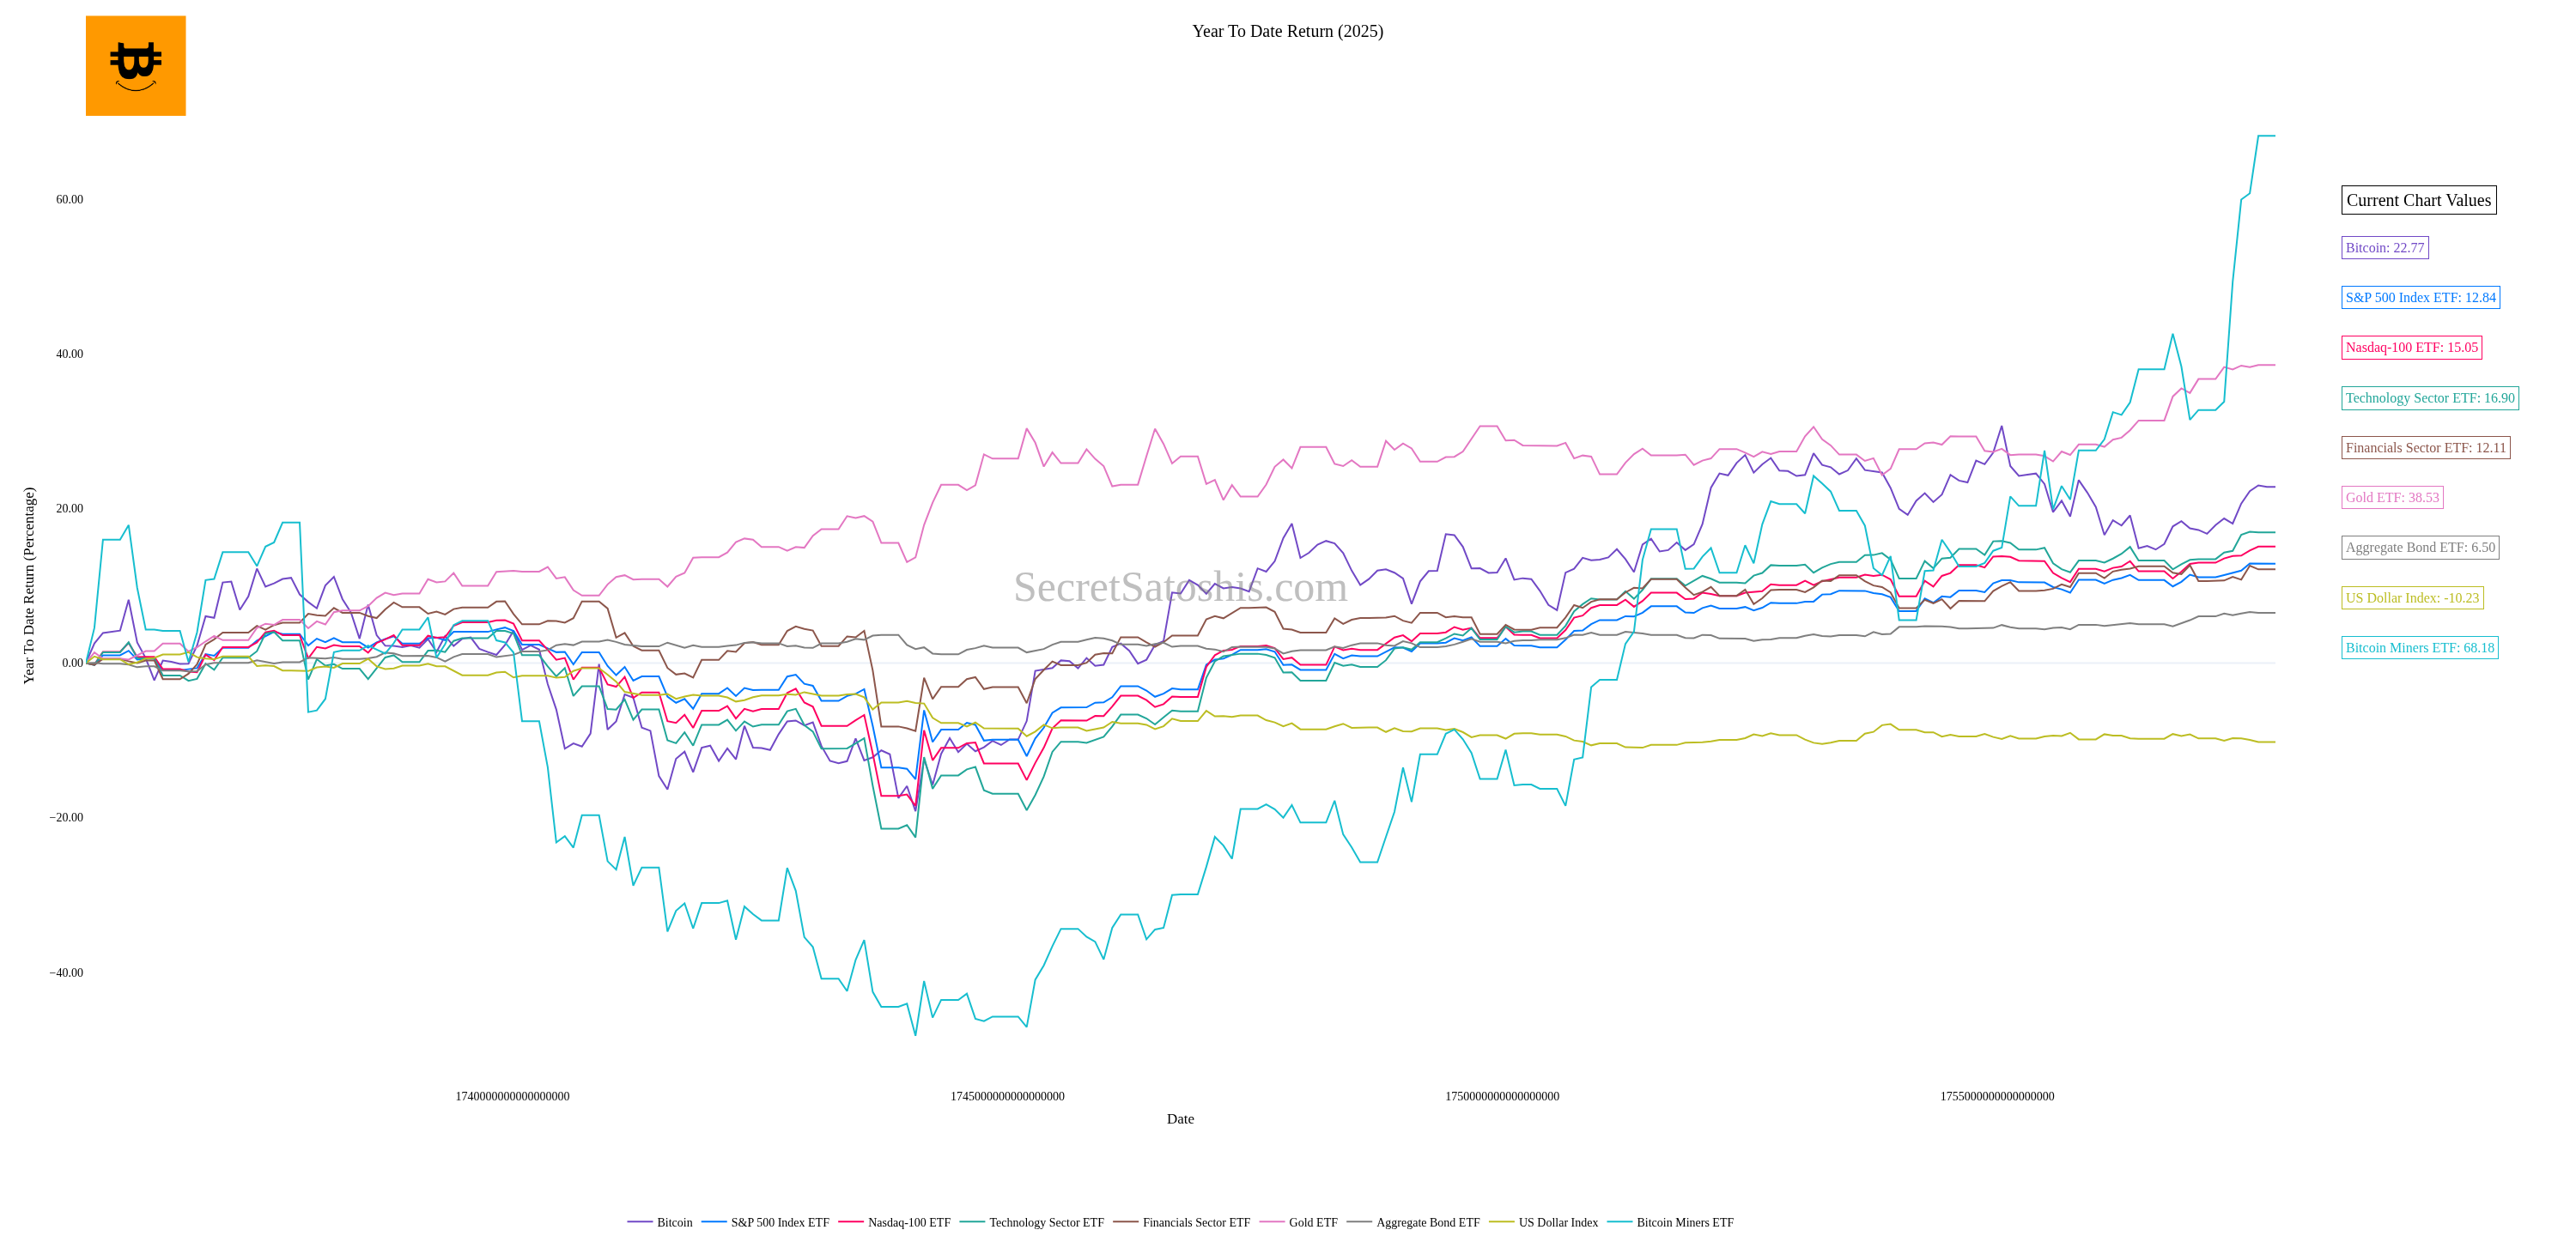 Year To Date Return (2025)
60.00
40.00
20.00
0.00
−20.00
−40.00
Year To Date Return (Percentage)
SecretSatoshis.com
Current Chart Values
Bitcoin: 22.77
S&P 500 Index ETF: 12.84
Nasdaq-100 ETF: 15.05
Technology Sector ETF: 16.90
Financials Sector ETF: 12.11
Gold ETF: 38.53
Aggregate Bond ETF: 6.50
US Dollar Index: -10.23
Bitcoin Miners ETF: 68.18
1740000000000000000
1745000000000000000
1750000000000000000
1755000000000000000
Date
Bitcoin
S&P 500 Index ETF
Nasdaq-100 ETF
Technology Sector ETF
Financials Sector ETF
Gold ETF
Aggregate Bond ETF
US Dollar Index
Bitcoin Miners ETF